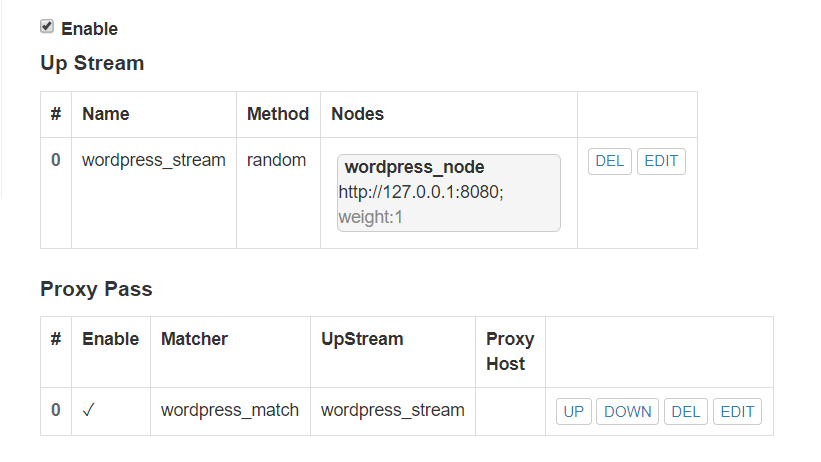 Enable
Up Stream
# Name Method Nodes
0 wordpress_stream random wordpress_node DEL EDIT
http://127.0.0.1:8080;
weight:1
Proxy Pass
# Enable Matcher UpStream Proxy Host
0 ✓ wordpress_match wordpress_stream UP DOWN DEL EDIT